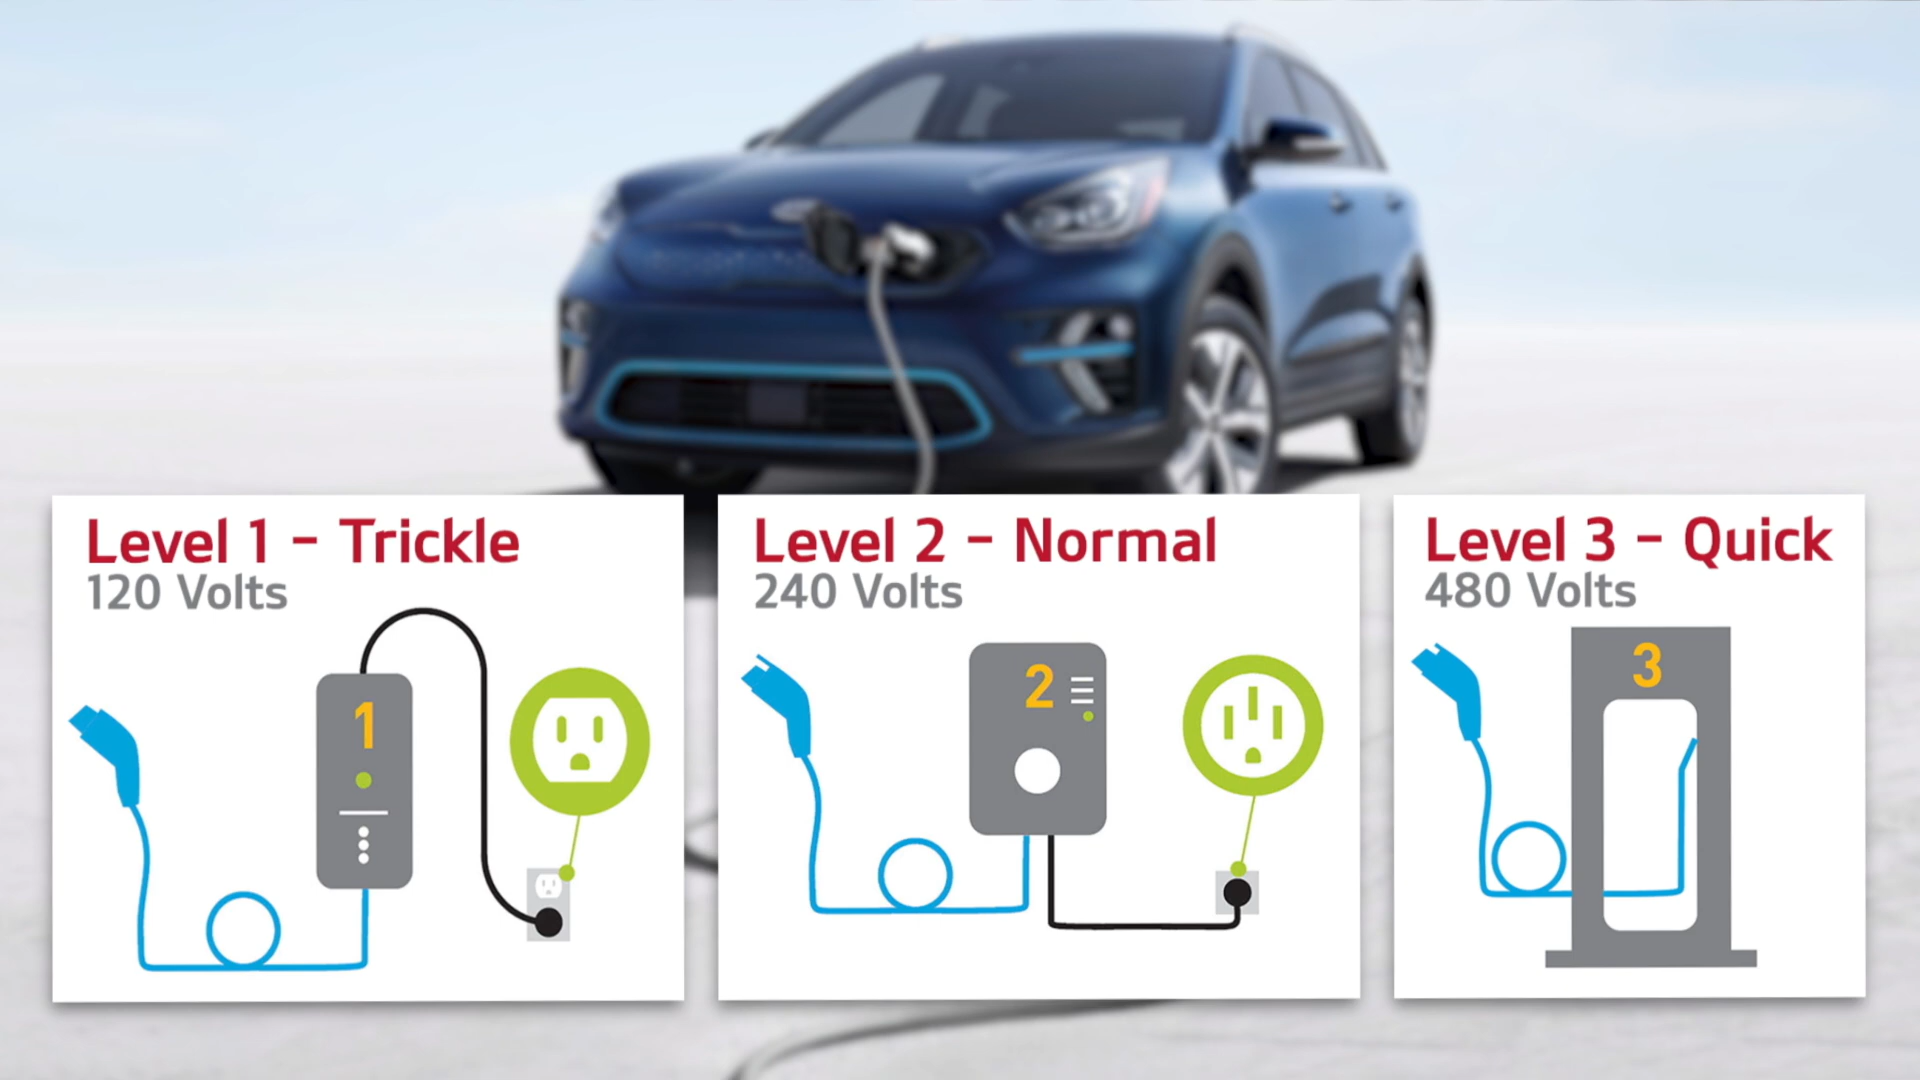 Level 1 - Trickle
120 Volts
1
Level 2 - Normal
240 Volts
2
Level 3 - Quick
480 Volts
3